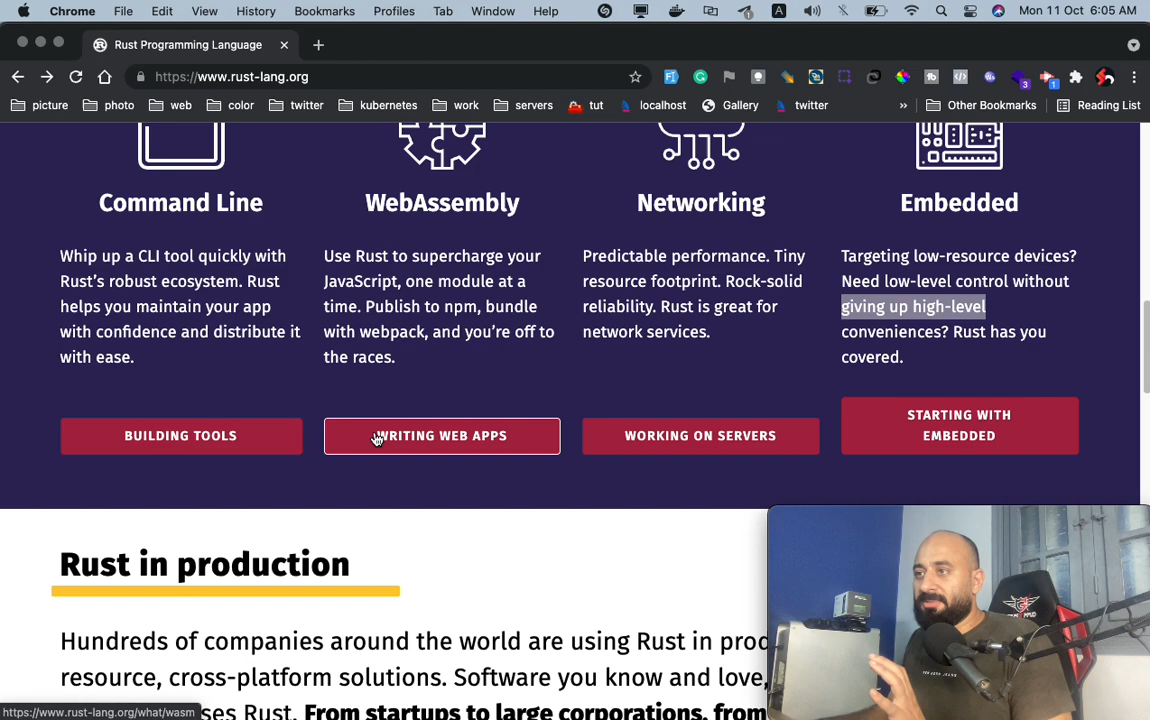 Chrome File Edit View History Bookmarks Profiles Tab Window Help A Mon 11 Oct 6:05 AM
Rust Programming Language
https://www.rust-lang.org
picture photo web color twitter kubernetes work servers tut localhost Gallery twitter » Other Bookmarks Reading List
3 1
Command Line
Whip up a CLI tool quickly with
Rust's robust ecosystem. Rust
helps you maintain your app
with confidence and distribute it
with ease.
BUILDING TOOLS
WebAssembly
Use Rust to supercharge your
JavaScript, one module at a
time. Publish to npm, bundle
with webpack, and you're off to
the races.
WRITING WEB APPS
Networking
Predictable performance. Tiny
resource footprint. Rock-solid
reliability. Rust is great for
network services.
WORKING ON SERVERS
Embedded
Targeting low-resource devices?
Need low-level control without
giving up high-level
conveniences? Rust has you
covered.
STARTING WITH
EMBEDDED
Rust in production
Hundreds of companies around the world are using Rust in prod
resource, cross-platform solutions. Software you know and love,
ses Rust. From startups to large corporations, from
https://www.rust-lang.org/what/wasm